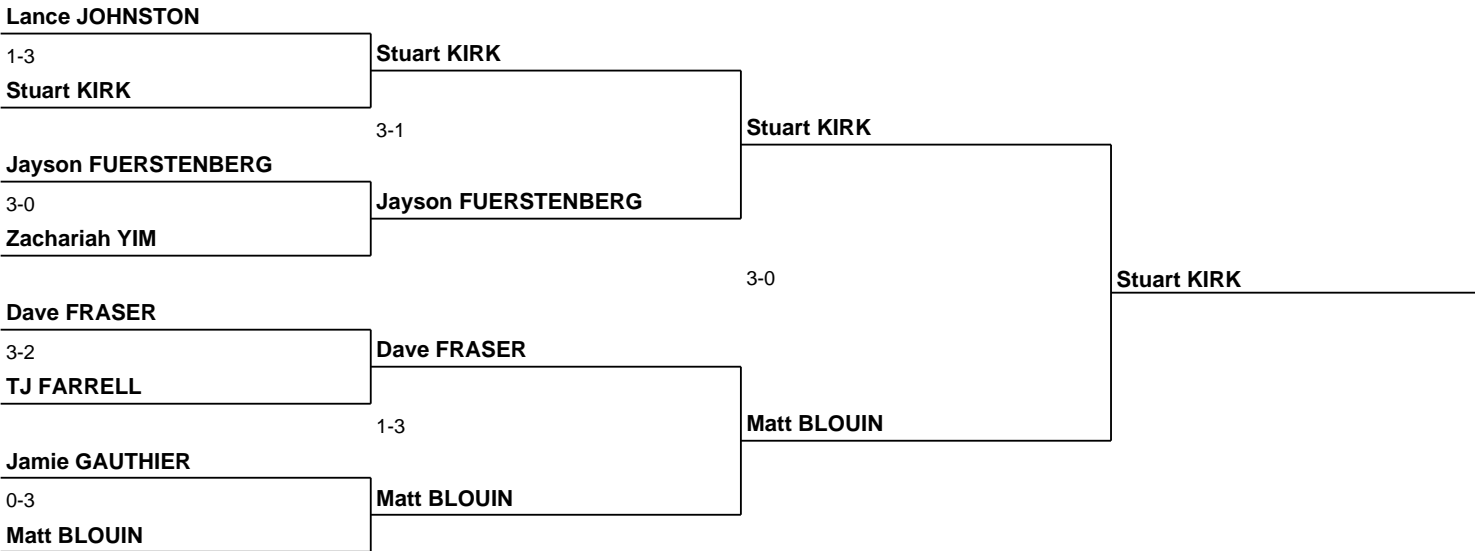 Lance JOHNSTON
1-3
Stuart KIRK
Stuart KIRK
3-1
Stuart KIRK
Jayson FUERSTENBERG
3-0
Jayson FUERSTENBERG
Zachariah YIM
3-0
Stuart KIRK
Dave FRASER
3-2
Dave FRASER
TJ FARRELL
1-3
Matt BLOUIN
Jamie GAUTHIER
0-3
Matt BLOUIN
Matt BLOUIN